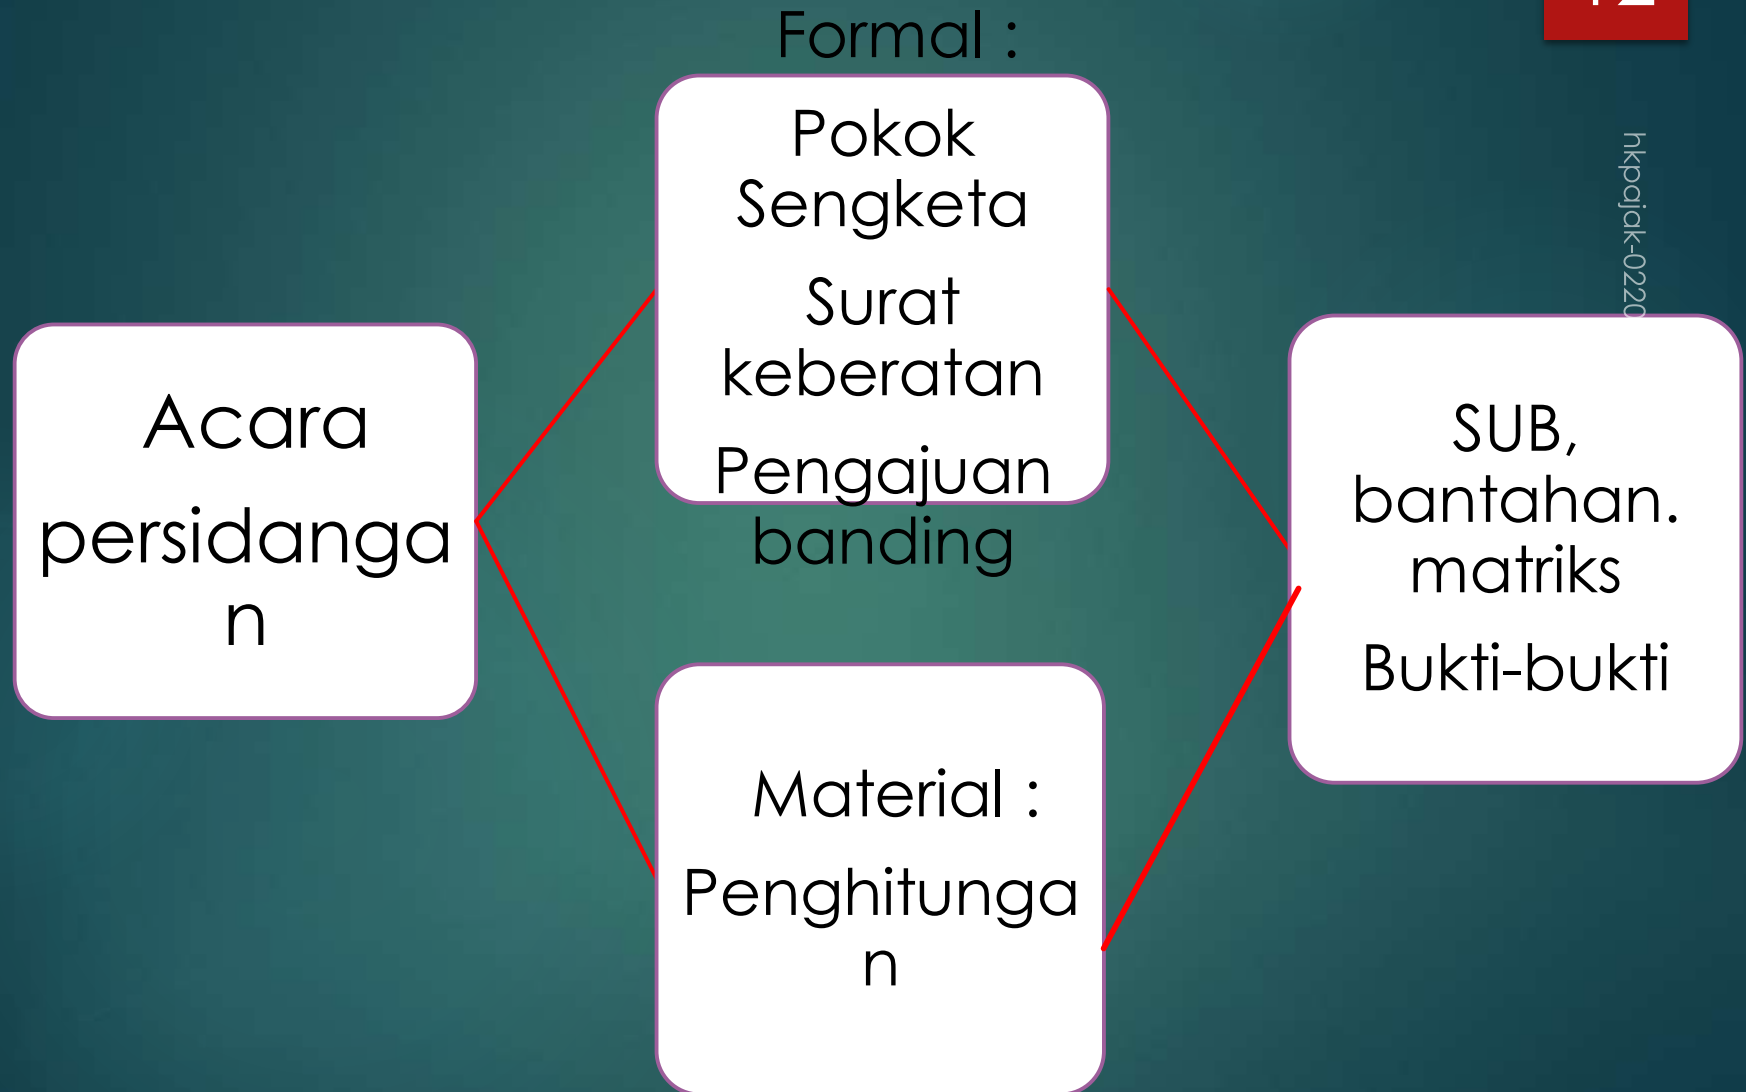 Formal :
Pokok
Sengketa
Surat
keberatan
Pengajuan
banding
Acara
persidanga
n
Material :
Penghitunga
n
SUB,
bantahan.
matriks
Bukti-bukti
hkpajak-0220